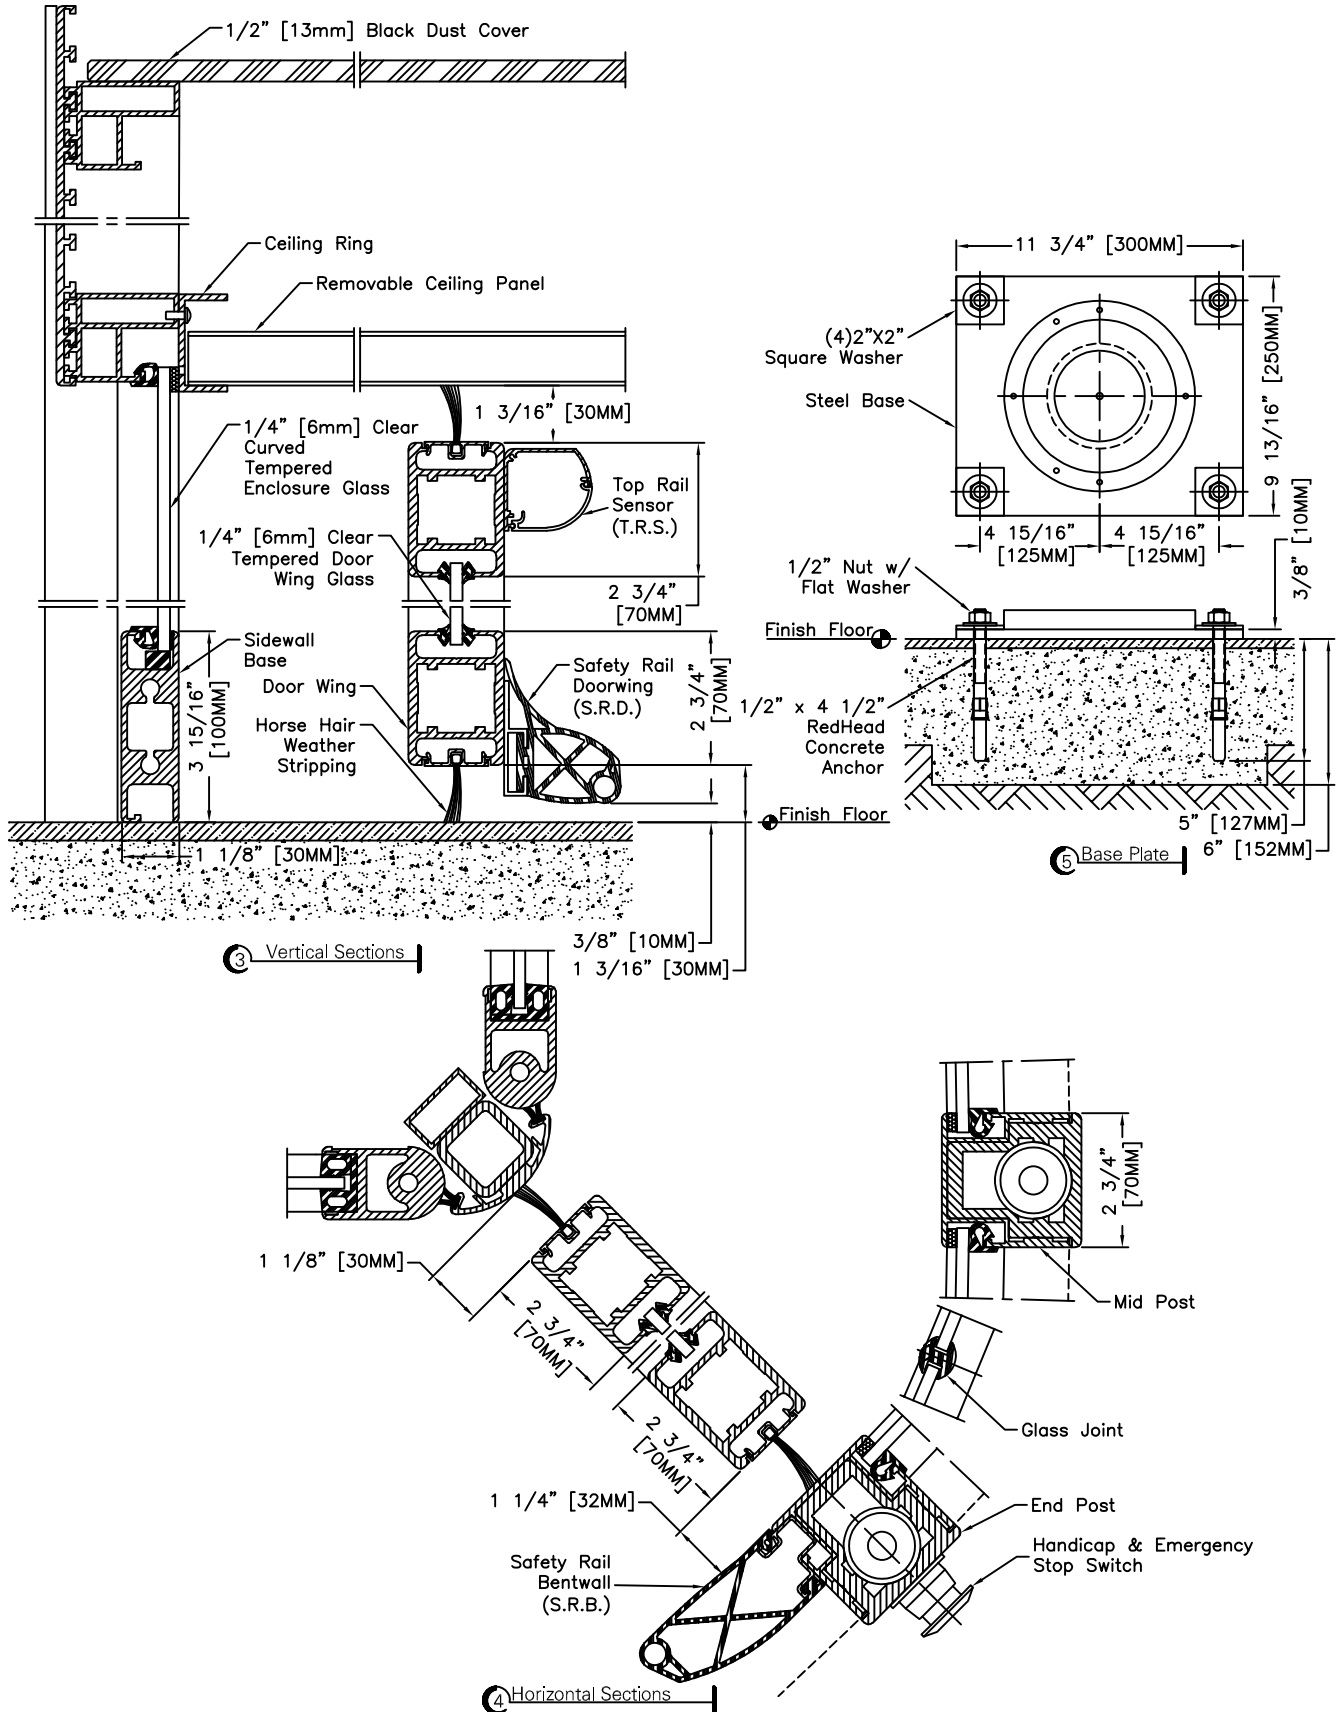 1/2" [13mm] Black Dust Cover
Ceiling Ring
Removable Ceiling Panel
1 3/16" [30MM]
1/4" [6mm] Clear
Curved
Tempered
Enclosure Glass
Top Rail
Sensor
(T.R.S.)
1/4" [6mm] Clear
Tempered Door
Wing Glass
2 3/4"
[70MM]
Sidewall
Base
Door Wing
Horse Hair
Weather
Stripping
3 15/16"
[100MM]
Safety Rail
Doorwing
(S.R.D.)
2 3/4"
[70MM]
Finish Floor
1 1/8" [30MM]
3/8" [10MM]
1 3/16" [30MM]
3 Vertical Sections
11 3/4" [300MM]
(4)2"X2"
Square Washer
Steel Base
9 13/16" [250MM]
4 15/16"
[125MM]
4 15/16"
[125MM]
3/8" [10MM]
1/2" Nut w/
Flat Washer
Finish Floor
1/2" x 4 1/2"
RedHead
Concrete
Anchor
5" [127MM]
6" [152MM]
5 Base Plate
1 1/8" [30MM]
2 3/4"
[70MM]
2 3/4"
[70MM]
1 1/4" [32MM]
Safety Rail
Bentwall
(S.R.B.)
2 3/4"
[70MM]
Mid Post
Glass Joint
End Post
Handicap & Emergency
Stop Switch
4 Horizontal Sections